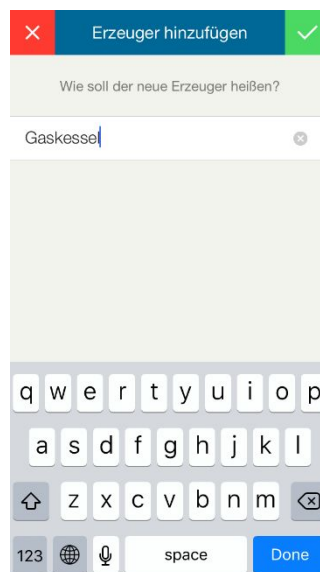 Erzeuger hinzufügen
Wie soll der neue Erzeuger heißen?
Gaskessel
q w e r t y u i o p
a s d f g h j k l
z x c v b n m
123 space Done